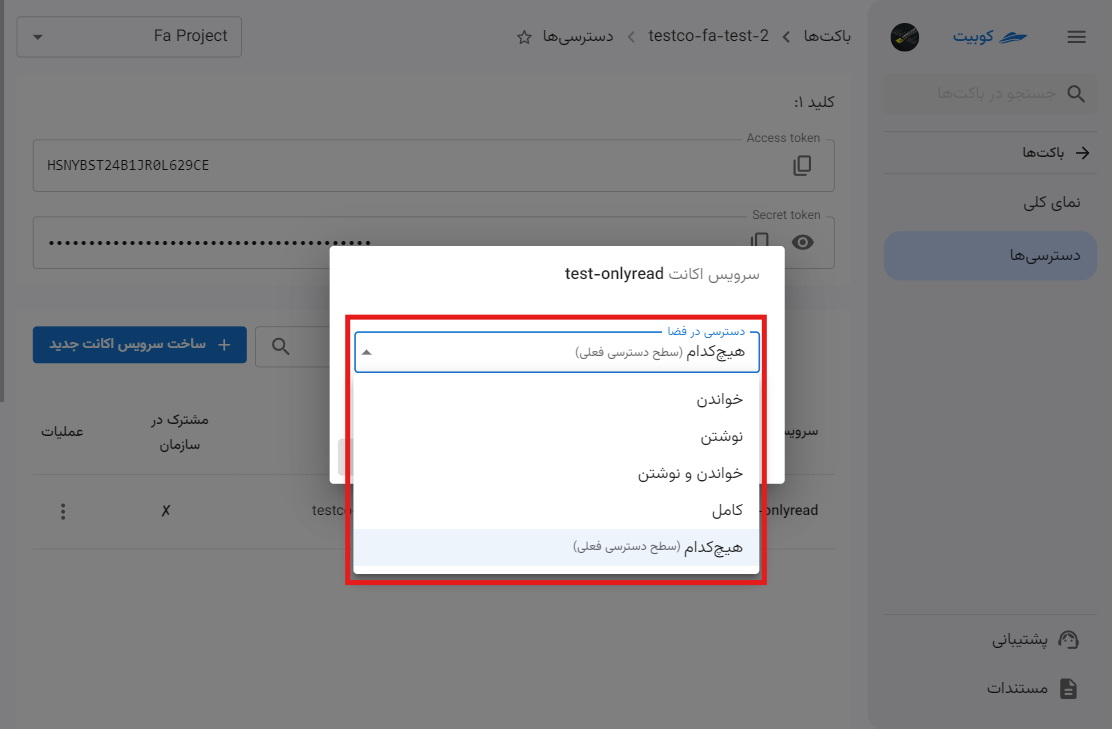 کوبیت
جستجو در باکت‌ها
باکت‌ها
نمای کلی
دسترسی‌ها
پشتیبانی
مستندات
باکت‌ها
testco-fa-test-2
دسترسی‌ها
Fa Project
کلید ۱:
Access token
HSNYBST24B1JR0L629CE
Secret token
••••••••••••••••••••••••••••••••••••••••
ساخت سرویس اکانت جدید
مشترک در
سازمان
عملیات
testco
onlyread
✗
سرویس اکانت test-onlyread
دسترسی در فضا
هیچ‌کدام (سطح دسترسی فعلی)
خواندن
نوشتن
خواندن و نوشتن
کامل
هیچ‌کدام (سطح دسترسی فعلی)